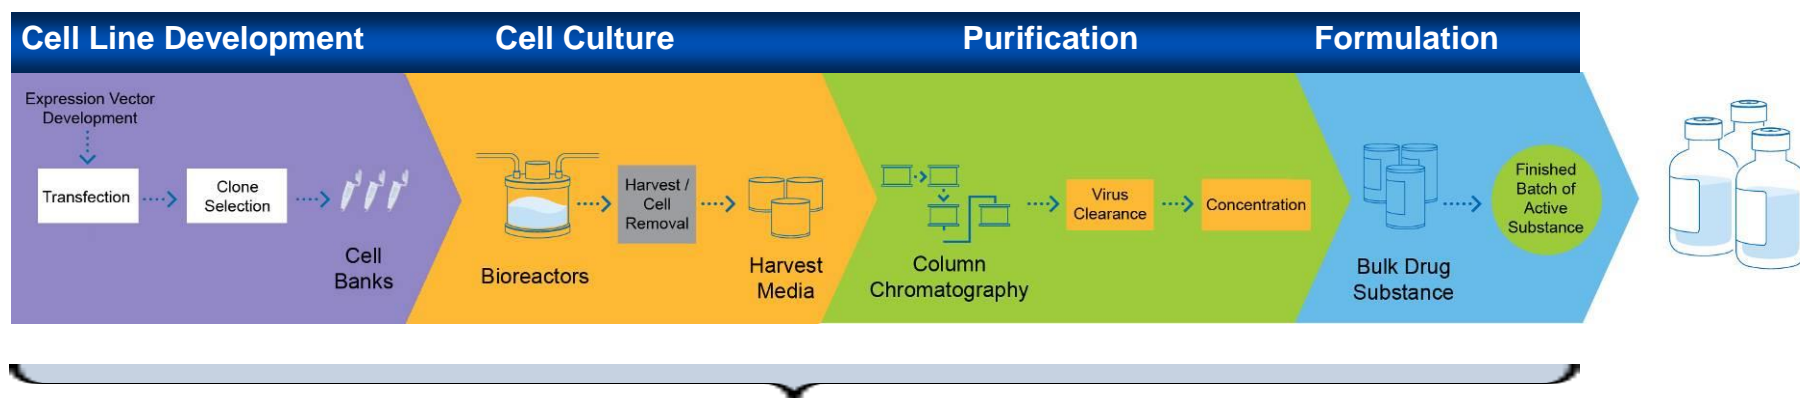 Cell Line Development
Cell Culture
Purification
Formulation
Expression Vector
Development
Transfection
Clone
Selection
Cell
Banks
Bioreactors
Harvest /
Cell
Removal
Harvest
Media
Column
Chromatography
Virus
Clearance
Concentration
Bulk Drug
Substance
Finished
Batch of
Active
Substance